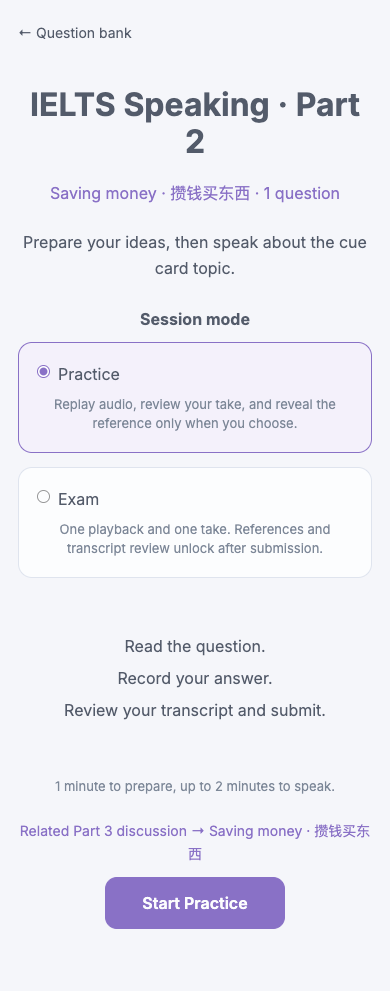 ← Question bank
IELTS Speaking · Part
2
Saving money · 攒钱买东西 · 1 question
Prepare your ideas, then speak about the cue
card topic.
Session mode
Practice
Replay audio, review your take, and reveal the
reference only when you choose.
Exam
One playback and one take. References and
transcript review unlock after submission.
Read the question.
Record your answer.
Review your transcript and submit.
1 minute to prepare, up to 2 minutes to speak.
Related Part 3 discussion → Saving money · 攒钱买东
西
Start Practice